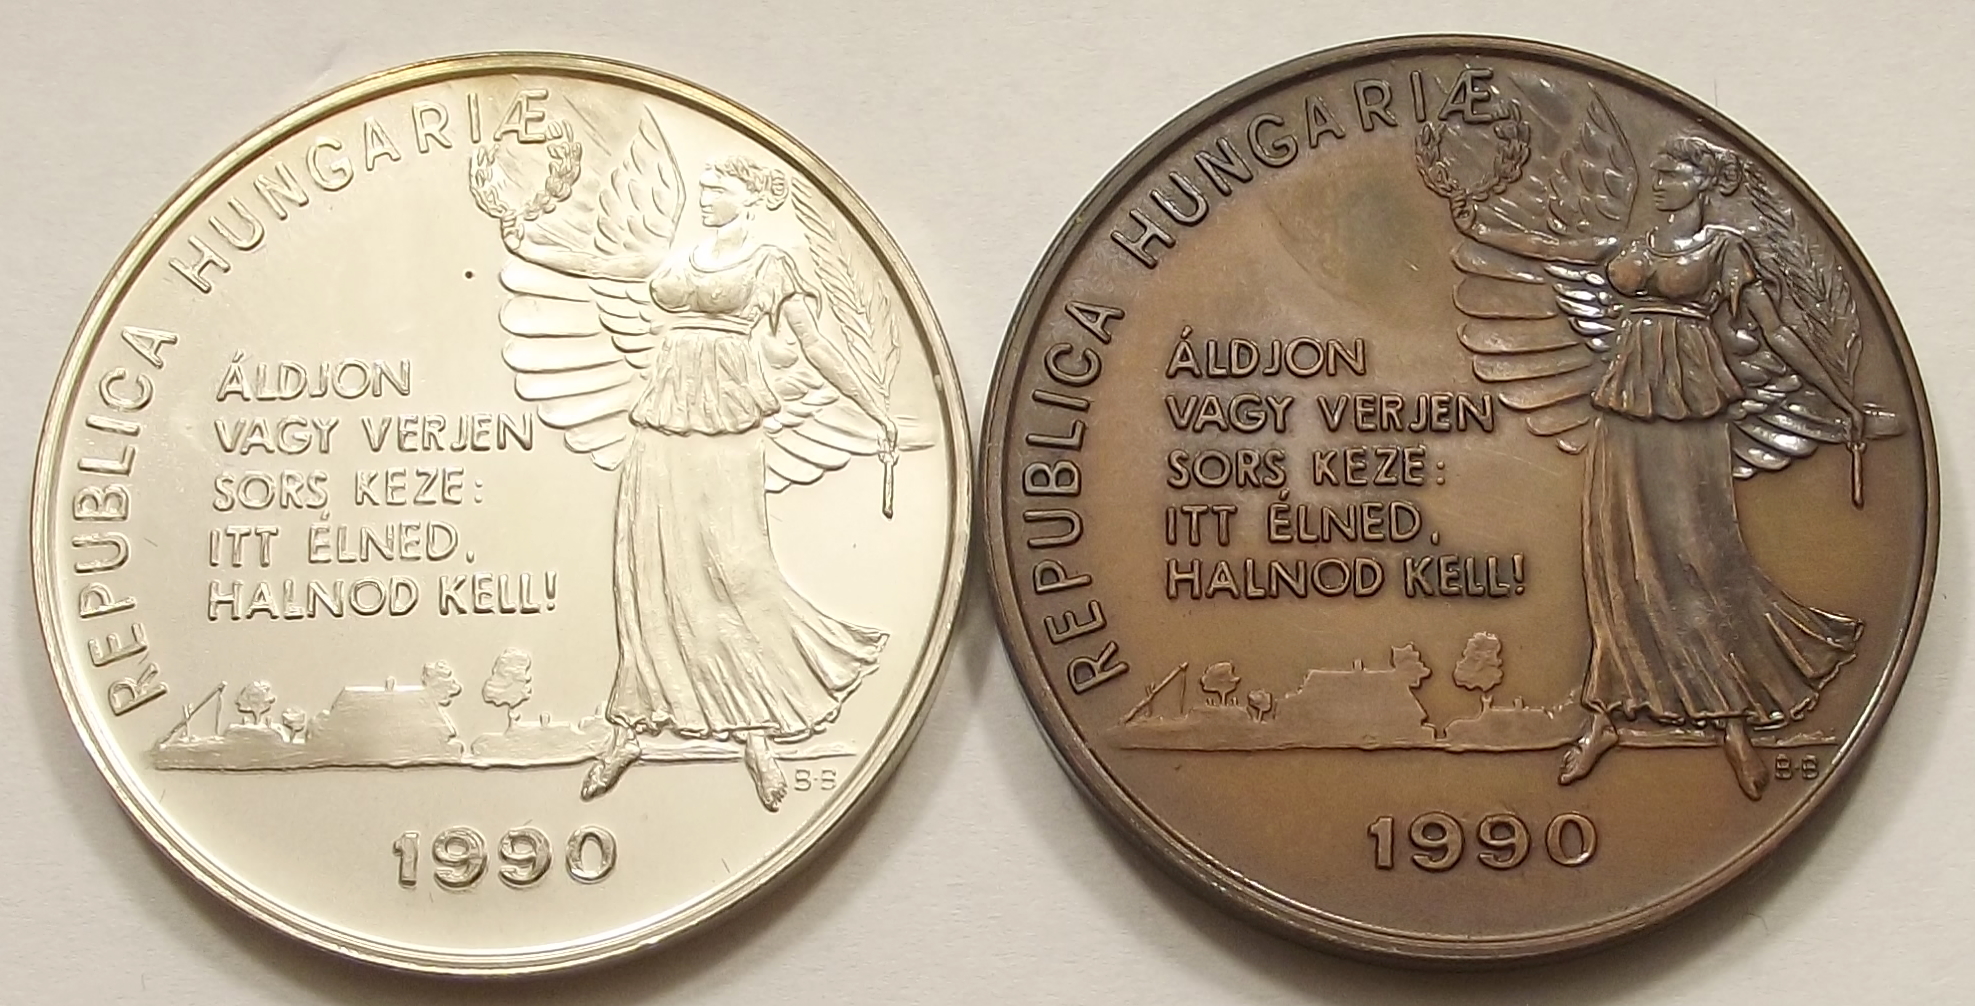 REPUBLICA HUNGARIÆ
ÁLDJON
VAGY VERJEN
SORS KEZE:
ITT ÉLNED,
HALNOD KELL!
B·B
1990
REPUBLICA HUNGARIÆ
ÁLDJON
VAGY VERJEN
SORS KEZE:
ITT ÉLNED,
HALNOD KELL!
B·B
1990